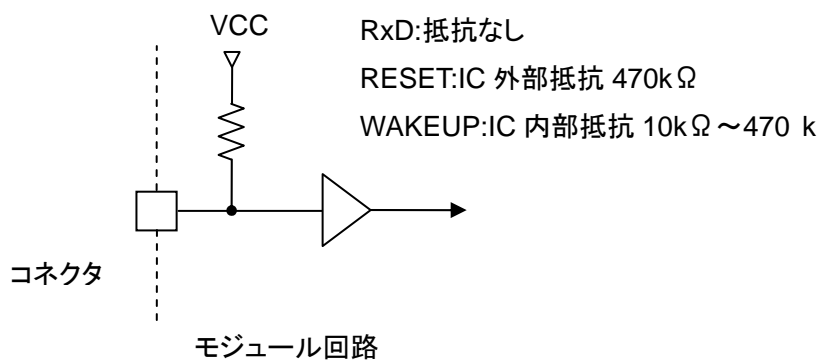 VCC
RxD:抵抗なし
RESET:IC 外部抵抗 470kΩ
WAKEUP:IC 内部抵抗 10kΩ～470 k
コネクタ
モジュール回路